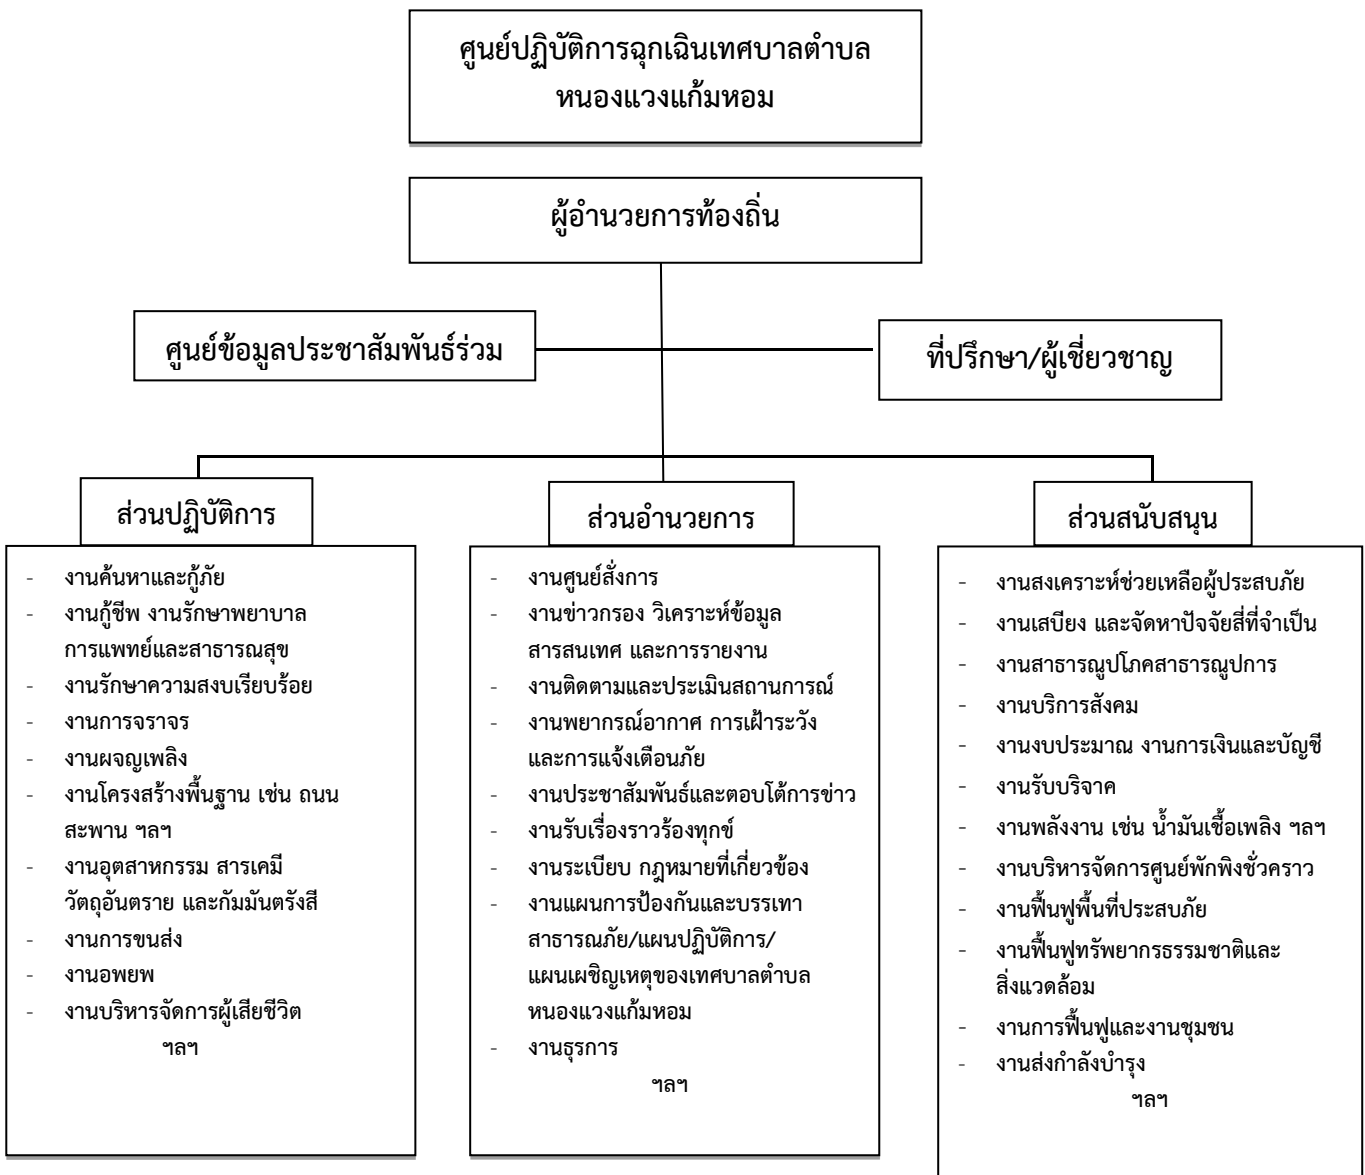 ศูนย์ปฏิบัติการฉุกเฉินเทศบาลตำบล
หนองแวงแก้มหอม
ผู้อำนวยการท้องถิ่น
ศูนย์ข้อมูลประชาสัมพันธ์ร่วม
ที่ปรึกษา/ผู้เชี่ยวชาญ
ส่วนปฏิบัติการ
- งานค้นหาและกู้ภัย
- งานกู้ชีพ งานรักษาพยาบาล
การแพทย์และสาธารณสุข
- งานรักษาความสงบเรียบร้อย
- งานการจราจร
- งานผจญเพลิง
- งานโครงสร้างพื้นฐาน เช่น ถนน
สะพาน ฯลฯ
- งานอุตสาหกรรม สารเคมี
วัตถุอันตราย และกัมมันตรังสี
- งานการขนส่ง
- งานอพยพ
- งานบริหารจัดการผู้เสียชีวิต
ฯลฯ
ส่วนอำนวยการ
- งานศูนย์สั่งการ
- งานข่าวกรอง วิเคราะห์ข้อมูล
สารสนเทศ และการรายงาน
- งานติดตามและประเมินสถานการณ์
- งานพยากรณ์อากาศ การเฝ้าระวัง
และการแจ้งเตือนภัย
- งานประชาสัมพันธ์และตอบโต้การข่าว
- งานรับเรื่องราวร้องทุกข์
- งานระเบียบ กฎหมายที่เกี่ยวข้อง
- งานแผนการป้องกันและบรรเทา
สาธารณภัย/แผนปฏิบัติการ/
แผนเผชิญเหตุของเทศบาลตำบล
หนองแวงแก้มหอม
- งานธุรการ
ฯลฯ
ส่วนสนับสนุน
- งานสงเคราะห์ช่วยเหลือผู้ประสบภัย
- งานเสบียง และจัดหาปัจจัยสี่ที่จำเป็น
- งานสาธารณูปโภคสาธารณูปการ
- งานบริการสังคม
- งานงบประมาณ งานการเงินและบัญชี
- งานรับบริจาค
- งานพลังงาน เช่น น้ำมันเชื้อเพลิง ฯลฯ
- งานบริหารจัดการศูนย์พักพิงชั่วคราว
- งานฟื้นฟูพื้นที่ประสบภัย
- งานฟื้นฟูทรัพยากรธรรมชาติและ
สิ่งแวดล้อม
- งานการฟื้นฟูและงานชุมชน
- งานส่งกำลังบำรุง
ฯลฯ